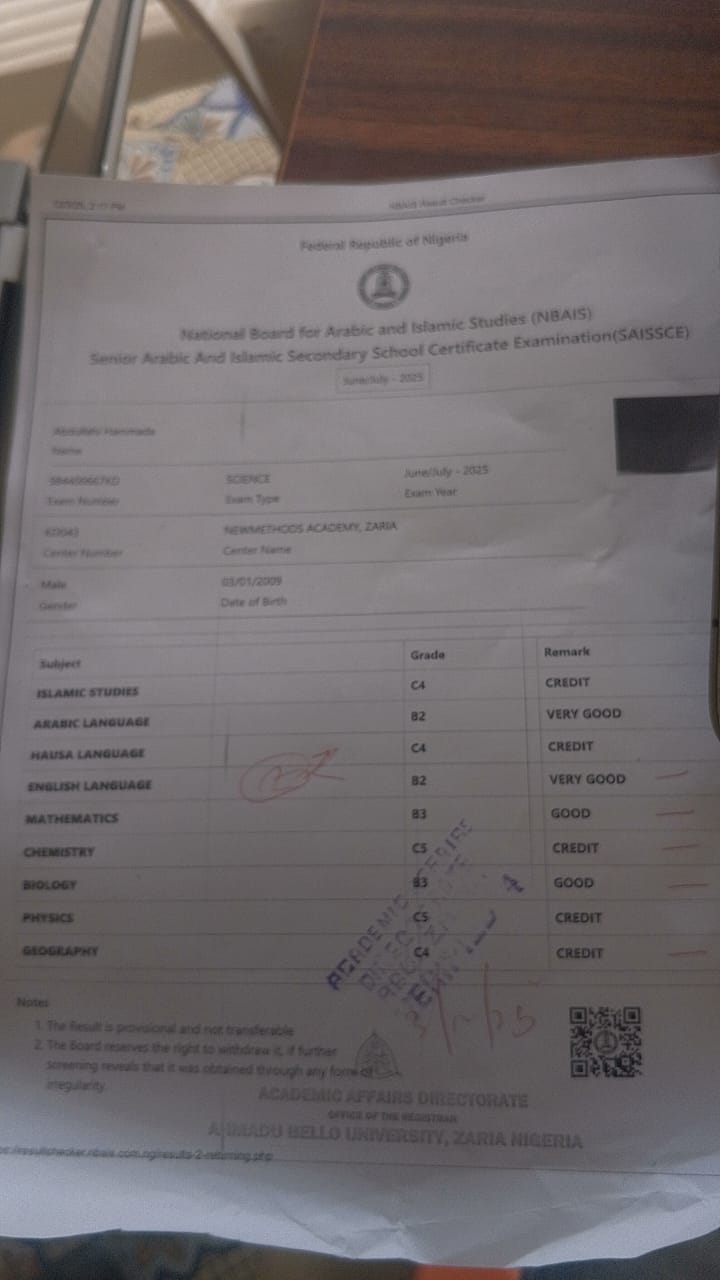 2:17 PM NBAIS Result Checker
Federal Republic of Nigeria
National Board for Arabic and Islamic Studies (NBAIS)
Senior Arabic And Islamic Secondary School Certificate Examination(SAISSCE)
June/July - 2025
Name
SCIENCE June/July - 2025
Exam Number Exam Type Exam Year
NEWMETHODS ACADEMY, ZARIA
Center Number Center Name
Male 03/01/2009
Gender Date of Birth
Subject Grade Remark
ISLAMIC STUDIES C4 CREDIT
ARABIC LANGUAGE B2 VERY GOOD
HAUSA LANGUAGE C4 CREDIT
ENGLISH LANGUAGE B2 VERY GOOD
MATHEMATICS B3 GOOD
CHEMISTRY C5 CREDIT
BIOLOGY B3 GOOD
PHYSICS C5 CREDIT
GEOGRAPHY C4 CREDIT
ACADEMIC
Notes
1. The Result is provisional and not transferable
2. The Board reserves the right to withdraw it, if further
screening reveals that it was obtained through any form of
irregularity.
ACADEMIC AFFAIRS DIRECTORATE
OFFICE OF THE REGISTRAR
AHMADU BELLO UNIVERSITY, ZARIA NIGERIA